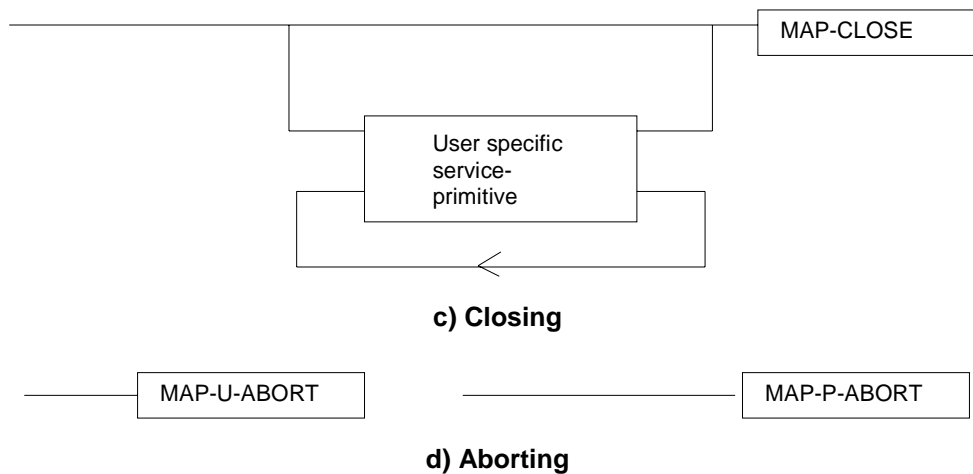 MAP-CLOSE
User specific
service-
primitive
c) Closing
MAP-U-ABORT
MAP-P-ABORT
d) Aborting